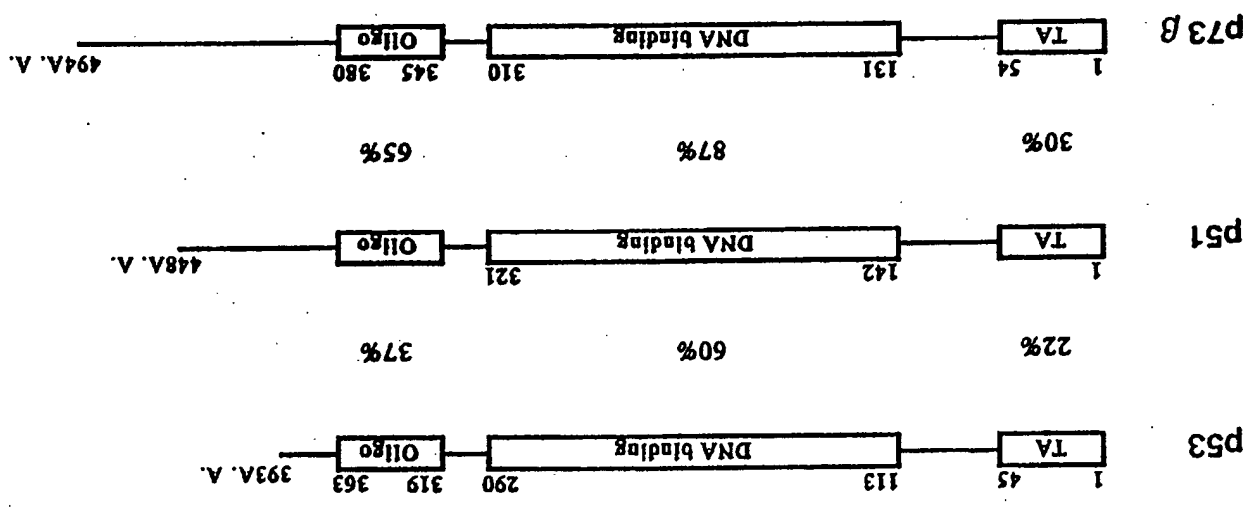 1 45 113 290 319 363 393A. A.
p53 TA DNA binding Oligo
22% 60% 37%
1 142 321 448A. A.
p51 TA DNA binding Oligo
30% 87% 65%
1 54 131 310 345 380 494A. A.
p73β TA DNA binding Oligo